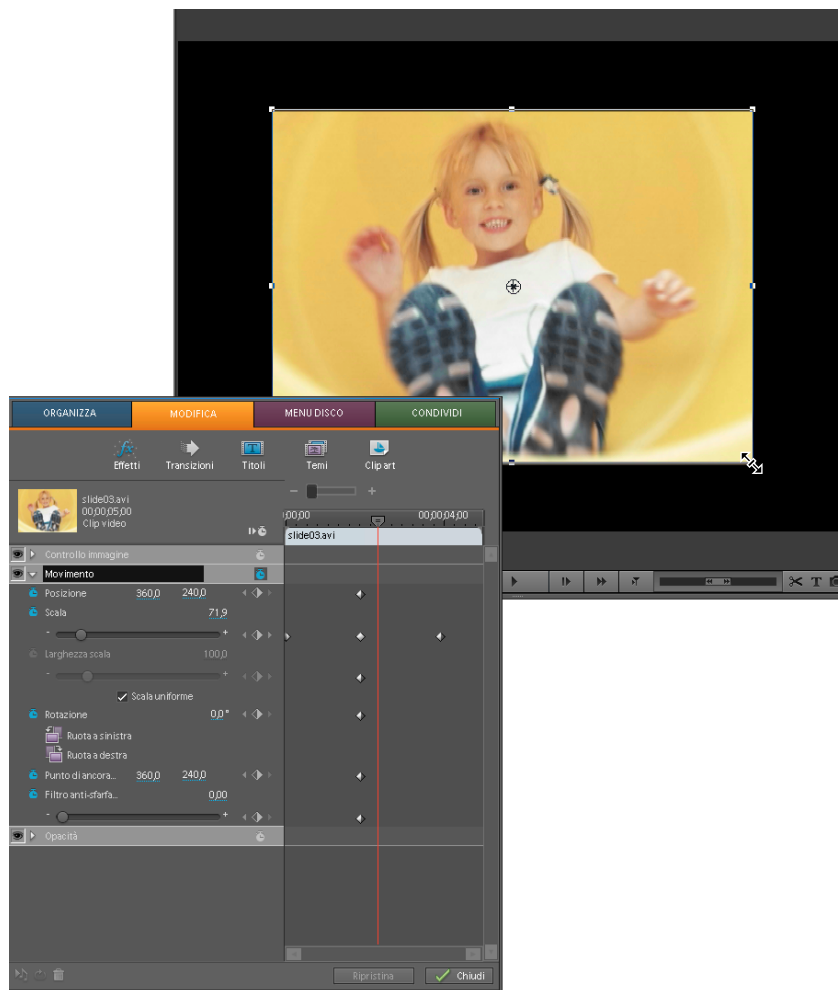 ORGANIZZA MODIFICA MENU DISCO CONDIVIDI
Effetti Transizioni Titoli Temi Clip art
slide03.avi
00;00;05;00
Clip video
;00;00 00;00;04;00
slide03.avi
Controllo immagine
Movimento
Posizione 360,0 240,0
Scala 71,9
- +
Larghezza scala 100,0
- +
Scala uniforme
Rotazione 0,0 °
Ruota a sinistra
Ruota a destra
Punto di ancora... 360,0 240,0
Filtro anti-sfarfa... 0,00
- +
Opacità
Ripristina Chiudi